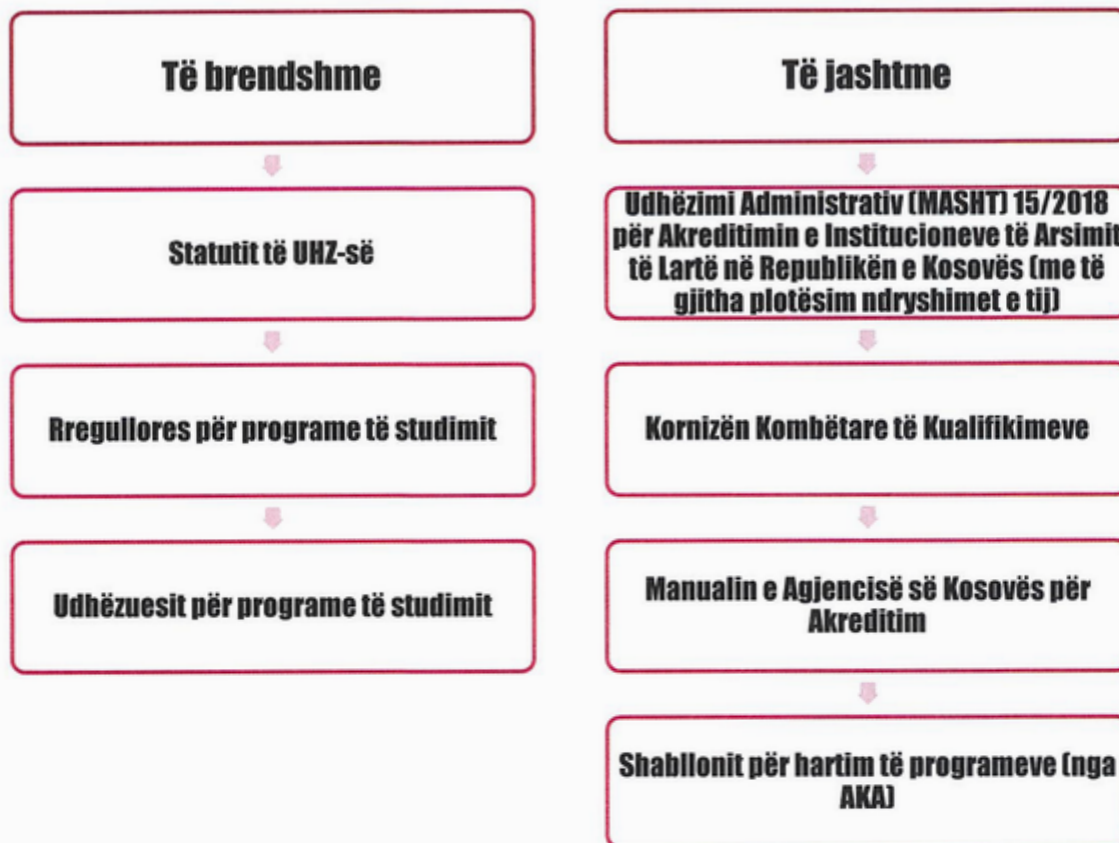 Të brendshme
Statutit të UHZ-së
Rregullores për programe të studimit
Udhëzuesit për programe të studimit
Të jashtme
Udhëzimi Administrativ (MASHT) 15/2018
për Akreditimin e Institucioneve të Arsimit
të Lartë në Republikën e Kosovës (me të
gjitha plotësim ndryshimet e tij)
Kornizën Kombëtare të Kualifikimeve
Manualin e Agjencisë së Kosovës për
Akreditim
Shabllonit për hartim të programeve (nga
AKA)